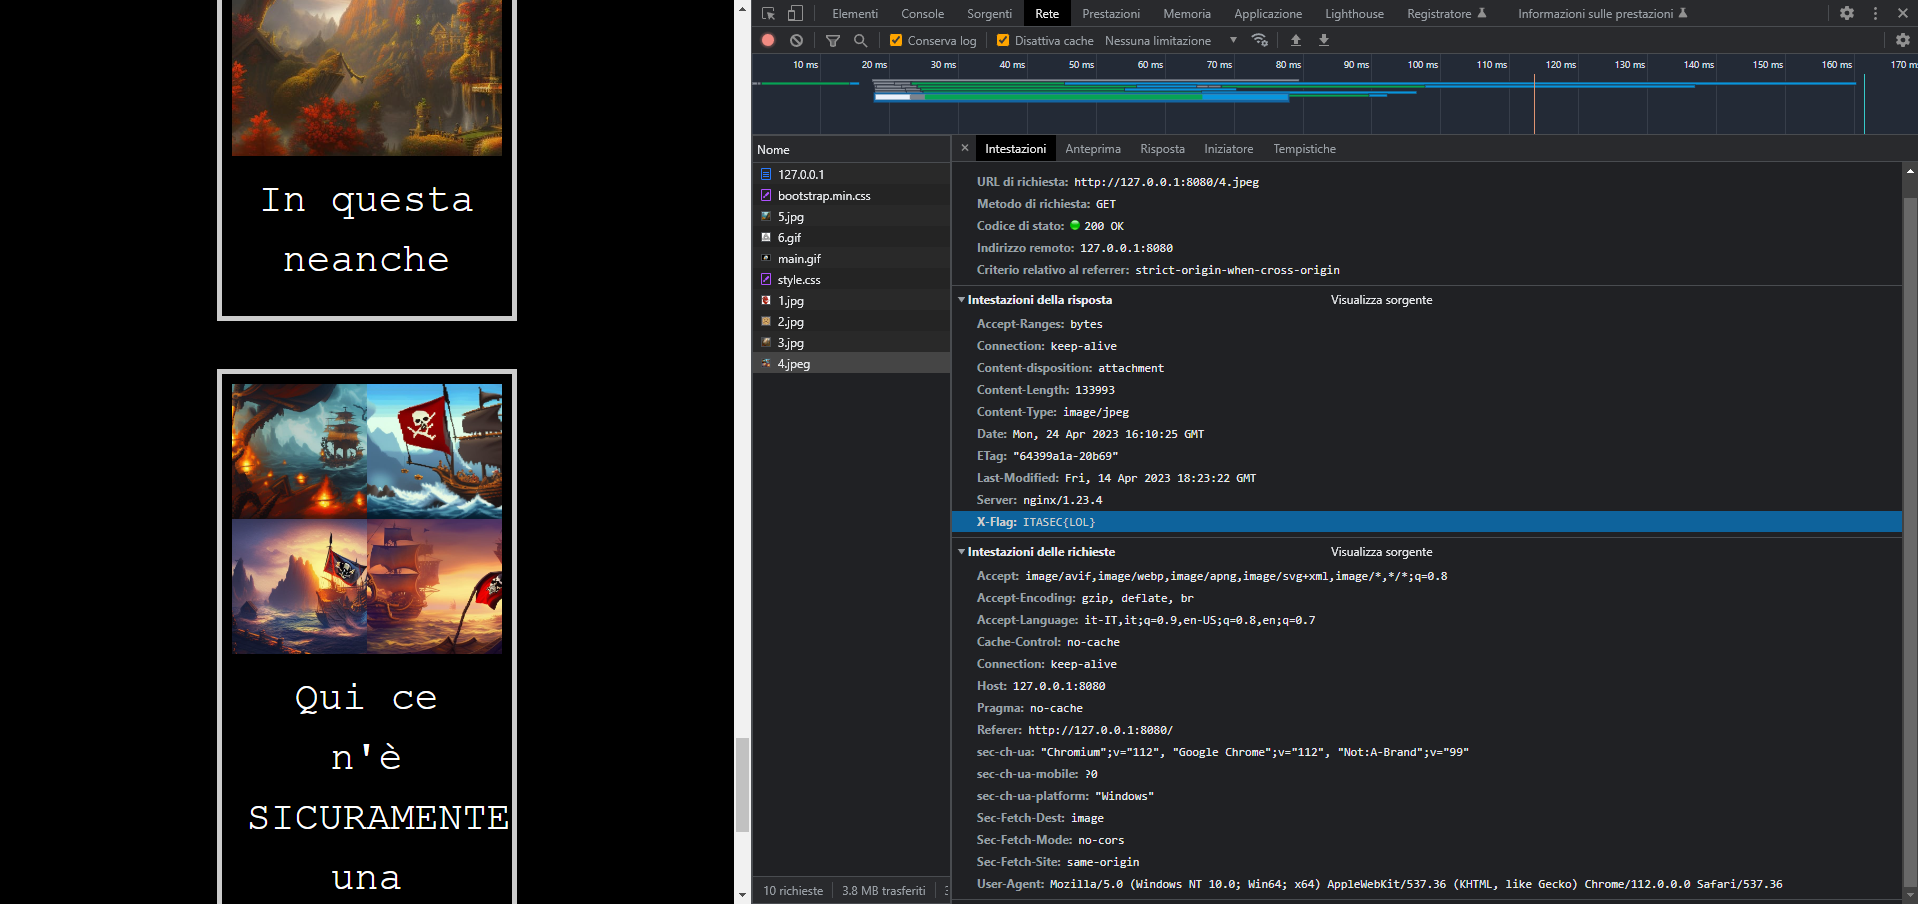 In questa
neanche
Qui ce
n'è
SICURAMENTE
una
Elementi
Console
Sorgenti
Rete
Prestazioni
Memoria
Applicazione
Lighthouse
Registratore
Informazioni sulle prestazioni
Conserva log
Disattiva cache
Nessuna limitazione
10 ms
20 ms
30 ms
40 ms
50 ms
60 ms
70 ms
80 ms
90 ms
100 ms
110 ms
120 ms
130 ms
140 ms
150 ms
160 ms
170 ms
Nome
127.0.0.1
bootstrap.min.css
5.jpg
6.gif
main.gif
style.css
1.jpg
2.jpg
3.jpg
4.jpeg
10 richieste
3.8 MB trasferiti
Intestazioni
Anteprima
Risposta
Iniziatore
Tempistiche
URL di richiesta: http://127.0.0.1:8080/4.jpeg
Metodo di richiesta: GET
Codice di stato: 200 OK
Indirizzo remoto: 127.0.0.1:8080
Criterio relativo al referrer: strict-origin-when-cross-origin
Intestazioni della risposta
Visualizza sorgente
Accept-Ranges: bytes
Connection: keep-alive
Content-disposition: attachment
Content-Length: 133993
Content-Type: image/jpeg
Date: Mon, 24 Apr 2023 16:10:25 GMT
ETag: "64399a1a-20b69"
Last-Modified: Fri, 14 Apr 2023 18:23:22 GMT
Server: nginx/1.23.4
X-Flag: ITASEC{LOL}
Intestazioni delle richieste
Visualizza sorgente
Accept: image/avif,image/webp,image/apng,image/svg+xml,image/*,*/*;q=0.8
Accept-Encoding: gzip, deflate, br
Accept-Language: it-IT,it;q=0.9,en-US;q=0.8,en;q=0.7
Cache-Control: no-cache
Connection: keep-alive
Host: 127.0.0.1:8080
Pragma: no-cache
Referer: http://127.0.0.1:8080/
sec-ch-ua: "Chromium";v="112", "Google Chrome";v="112", "Not:A-Brand";v="99"
sec-ch-ua-mobile: ?0
sec-ch-ua-platform: "Windows"
Sec-Fetch-Dest: image
Sec-Fetch-Mode: no-cors
Sec-Fetch-Site: same-origin
User-Agent: Mozilla/5.0 (Windows NT 10.0; Win64; x64) AppleWebKit/537.36 (KHTML, like Gecko) Chrome/112.0.0.0 Safari/537.36